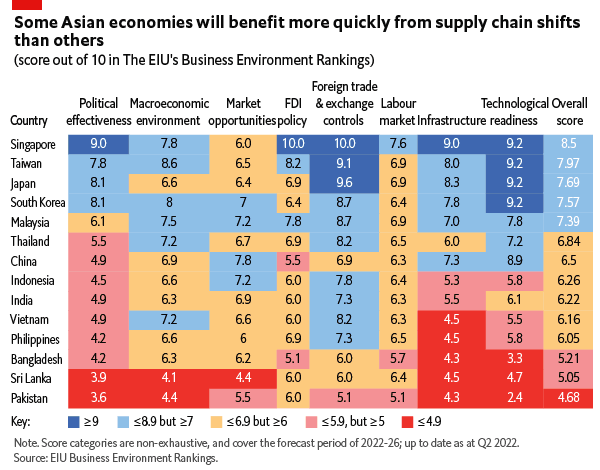 Some Asian economies will benefit more quickly from supply chain shifts
than others
(score out of 10 in The EIU's Business Environment Rankings)
Country Political effectiveness Macroeconomic environment Market opportunities FDI policy Foreign trade & exchange controls Labour market Infrastructure Technological readiness Overall score
Singapore 9.0 7.8 6.0 10.0 10.0 7.6 9.0 9.2 8.5
Taiwan 7.8 8.6 6.5 8.2 9.1 6.9 8.0 9.2 7.97
Japan 8.1 6.6 6.4 6.9 9.6 6.9 8.3 9.2 7.69
South Korea 8.1 8 7 6.4 8.7 6.4 7.8 9.2 7.57
Malaysia 6.1 7.5 7.2 7.8 8.7 6.9 7.0 7.8 7.39
Thailand 5.5 7.2 6.7 6.9 8.2 6.5 6.0 7.2 6.84
China 4.9 6.9 7.8 5.5 6.9 6.3 7.3 8.9 6.5
Indonesia 4.5 6.6 7.2 6.0 7.8 6.4 5.3 5.8 6.26
India 4.9 6.3 6.9 6.0 7.3 6.3 5.5 6.1 6.22
Vietnam 4.9 7.2 6.6 6.0 8.2 6.3 4.5 5.5 6.16
Philippines 4.2 6.6 6 6.9 7.3 6.5 4.5 5.8 6.05
Bangladesh 4.2 6.3 6.2 5.1 6.0 5.7 4.3 3.3 5.21
Sri Lanka 3.9 4.1 4.4 6.0 6.0 6.4 4.5 4.7 5.05
Pakistan 3.6 4.4 5.5 6.0 5.1 5.1 4.3 2.4 4.68
Key: ≥9 ≤8.9 but ≥7 ≤6.9 but ≥6 ≤5.9, but ≥5 ≤4.9
Note. Score categories are non-exhaustive, and cover the forecast period of 2022-26; up to date as at Q2 2022.
Source: EIU Business Environment Rankings.